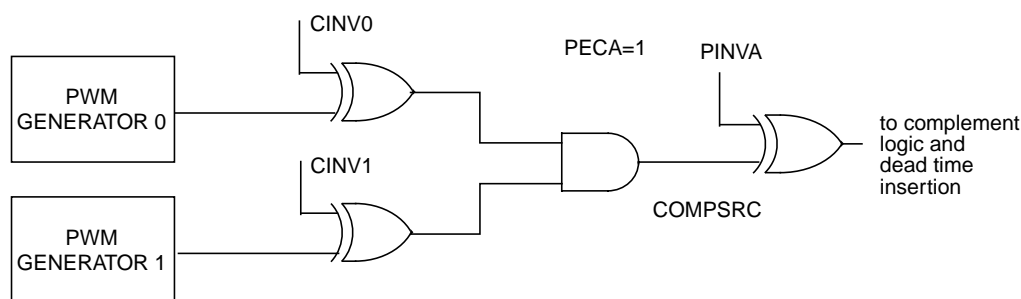 CINV0
PECA=1
PINVA
PWM
GENERATOR 0
to complement
logic and
dead time
insertion
CINV1
COMPSRC
PWM
GENERATOR 1